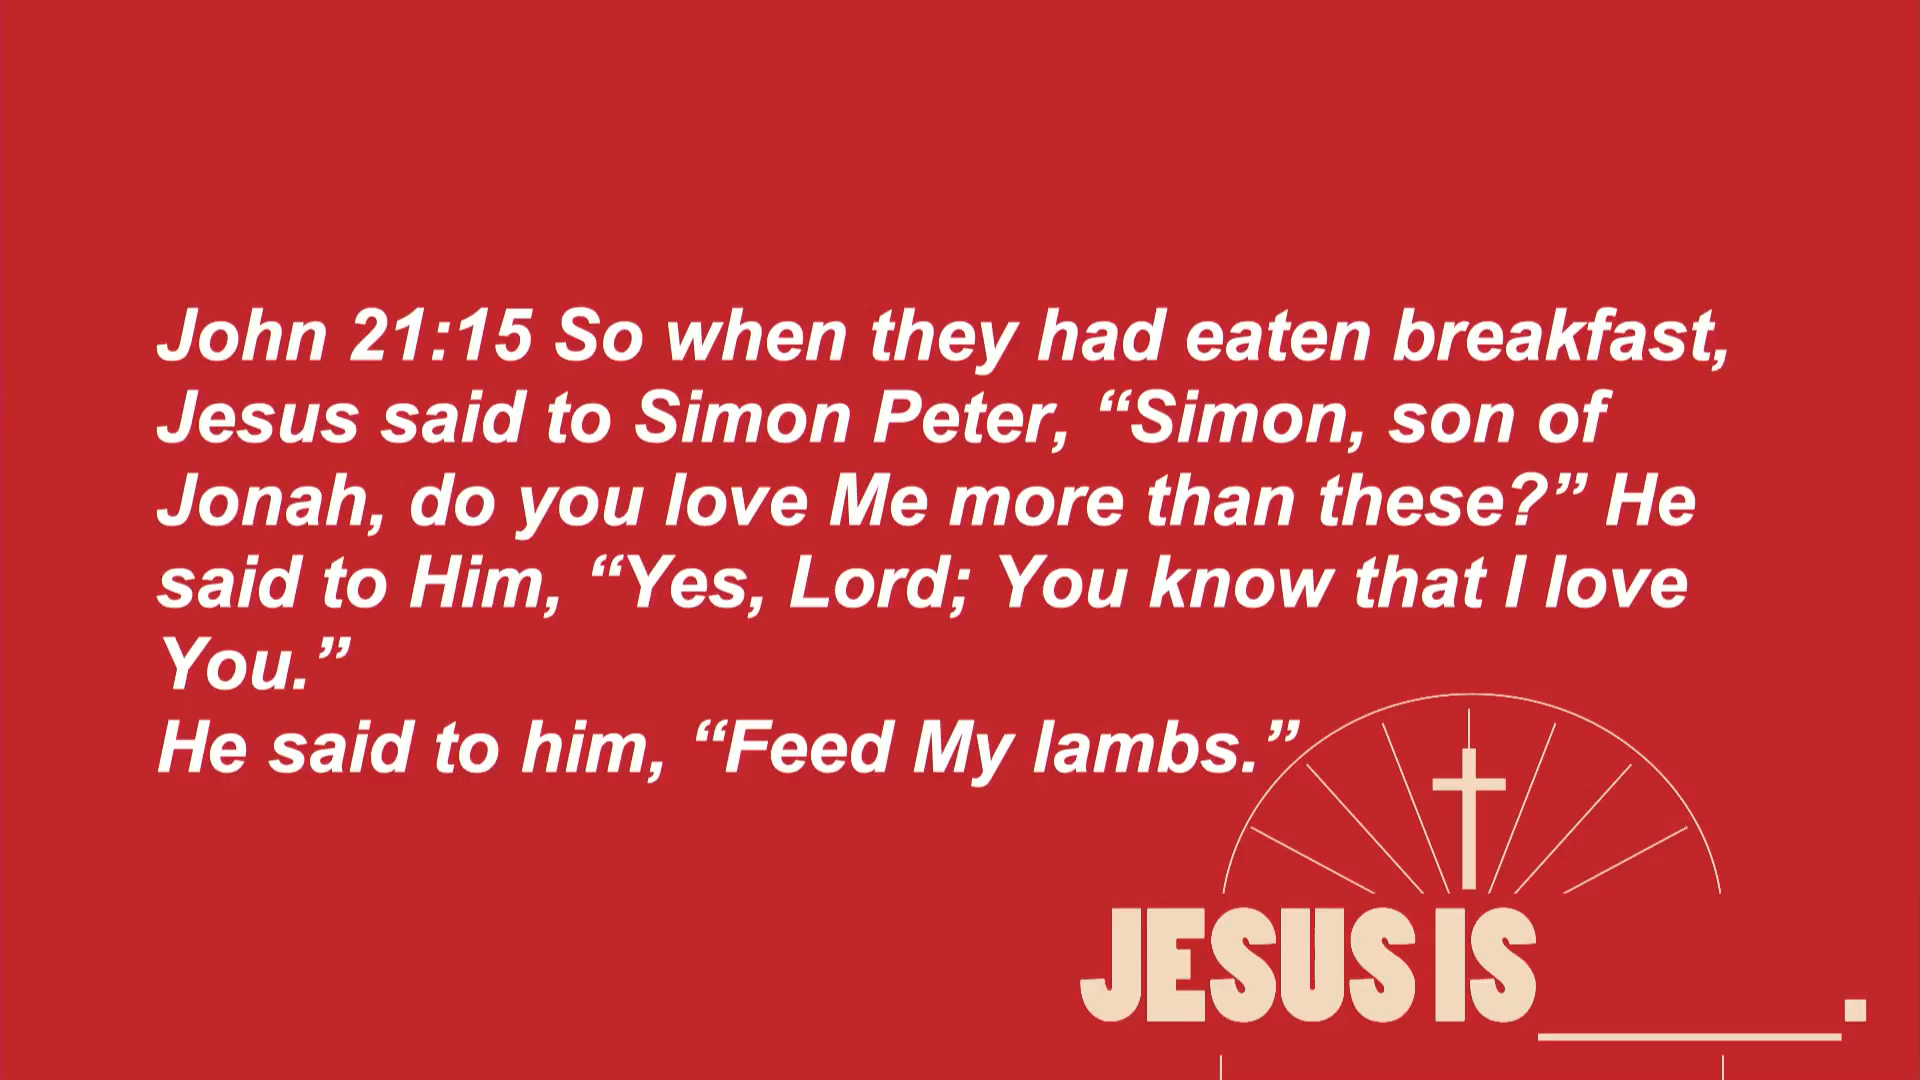 John 21:15 So when they had eaten breakfast,
Jesus said to Simon Peter, “Simon, son of
Jonah, do you love Me more than these?” He
said to Him, “Yes, Lord; You know that I love
You.”
He said to him, “Feed My lambs.”
JESUS IS ________.